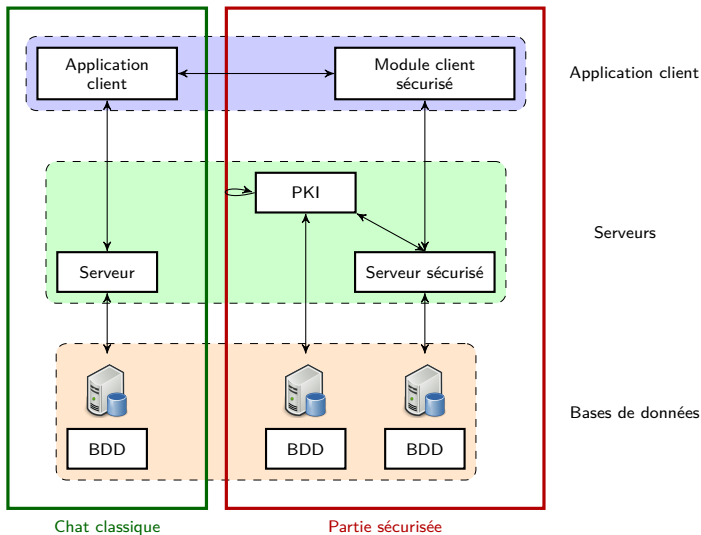 Application
client
Module client
sécurisé
Application client
PKI
Serveurs
Serveur
Serveur sécurisé
Bases de données
BDD
BDD
BDD
Chat classique
Partie sécurisée